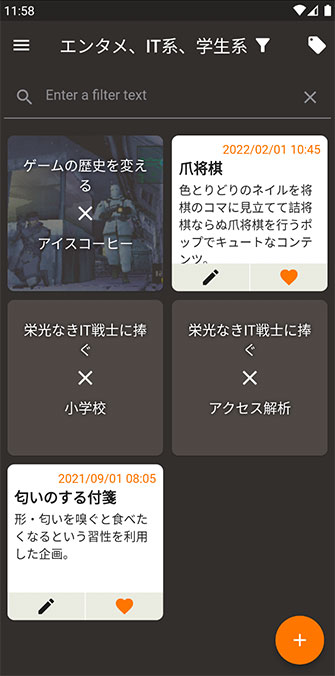 11:58
エンタメ、IT系、学生系
Enter a filter text
ゲームの歴史を変え
る
アイスコーヒー
2022/02/01 10:45
爪将棋
色とりどりのネイルを将
棋のコマに見立てて詰将
棋ならぬ爪将棋を行うポ
ップでキュートなコンテ
ンツ。
栄光なきIT戦士に捧
ぐ
小学校
栄光なきIT戦士に捧
ぐ
アクセス解析
2021/09/01 08:05
匂いのする付箋
形・匂いを嗅ぐと食べた
くなるという習性を利用
した企画。